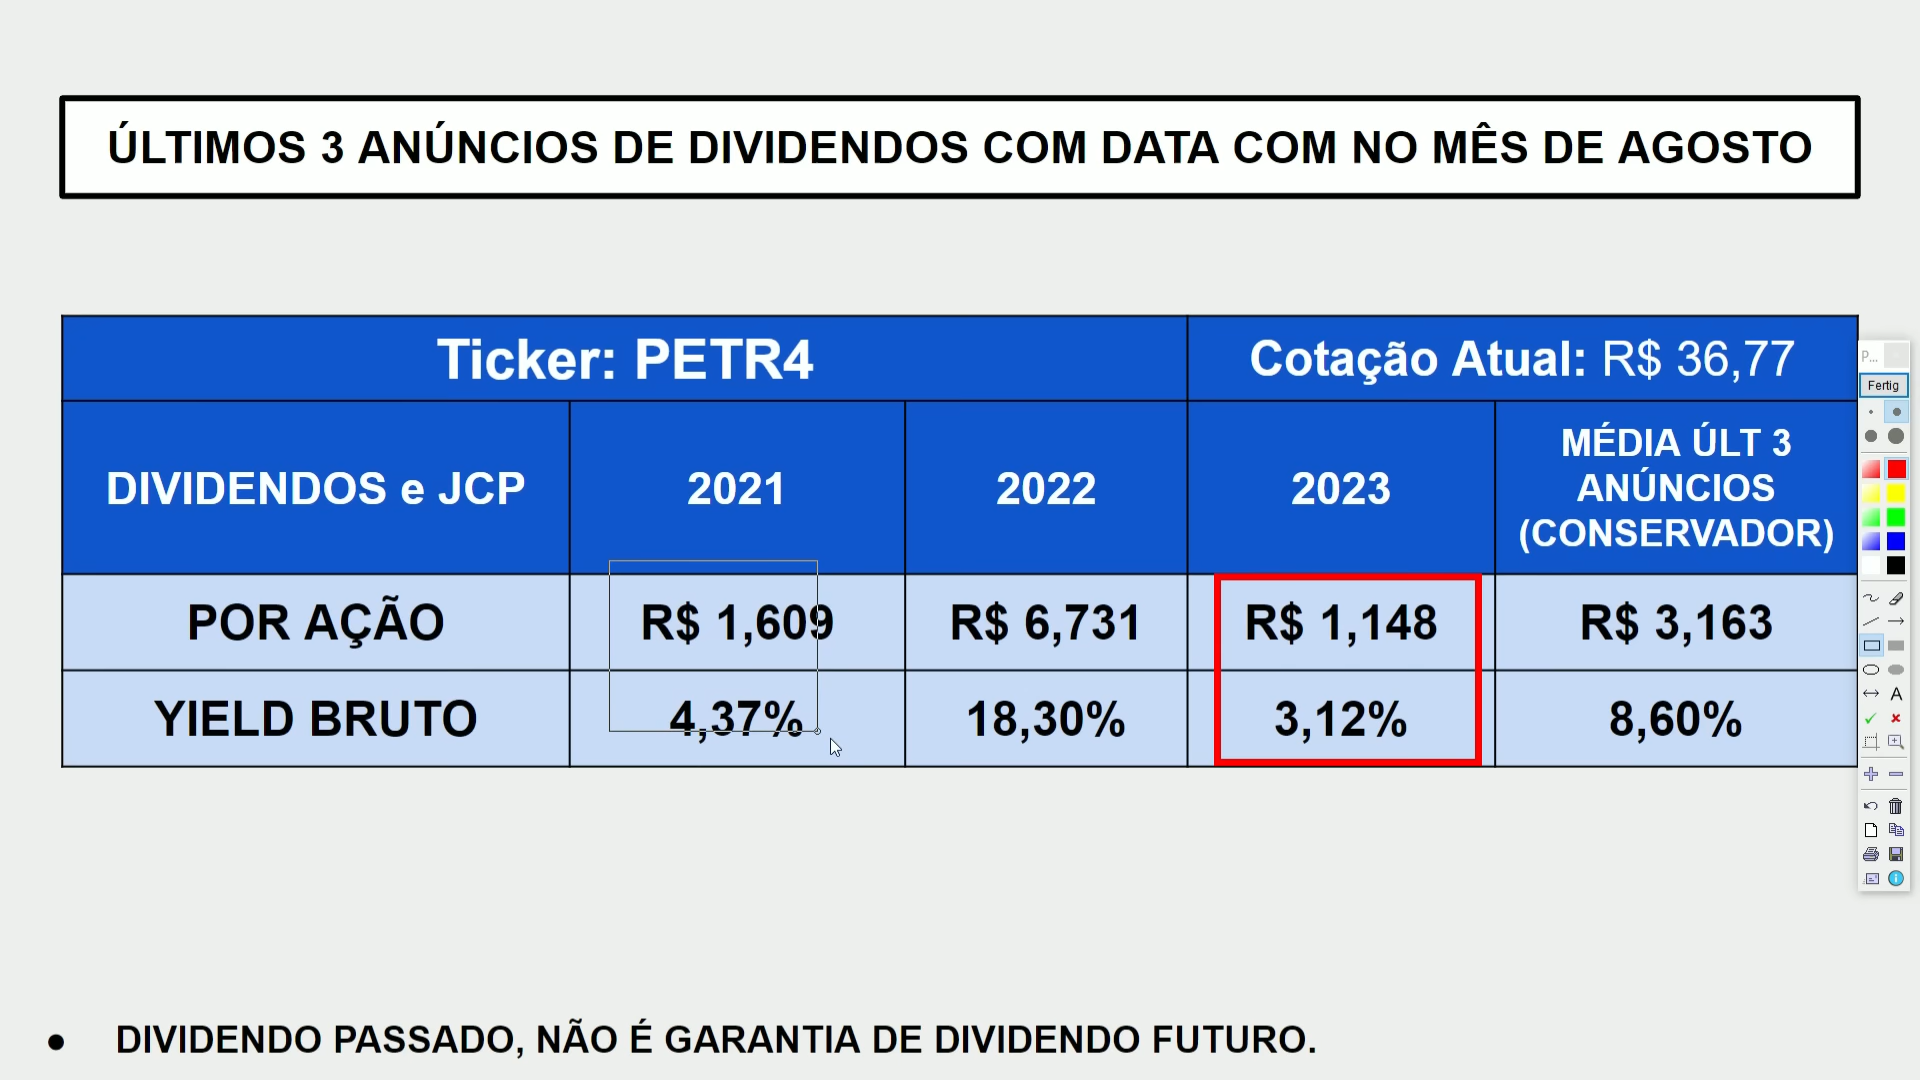 ÚLTIMOS 3 ANÚNCIOS DE DIVIDENDOS COM DATA COM NO MÊS DE AGOSTO
Ticker: PETR4
Cotação Atual: R$ 36,77
DIVIDENDOS e JCP
2021
2022
2023
MÉDIA ÚLT 3
ANÚNCIOS
(CONSERVADOR)
POR AÇÃO
R$ 1,609
R$ 6,731
R$ 1,148
R$ 3,163
YIELD BRUTO
4,37%
18,30%
3,12%
8,60%
P...
Fertig
A
• DIVIDENDO PASSADO, NÃO É GARANTIA DE DIVIDENDO FUTURO.